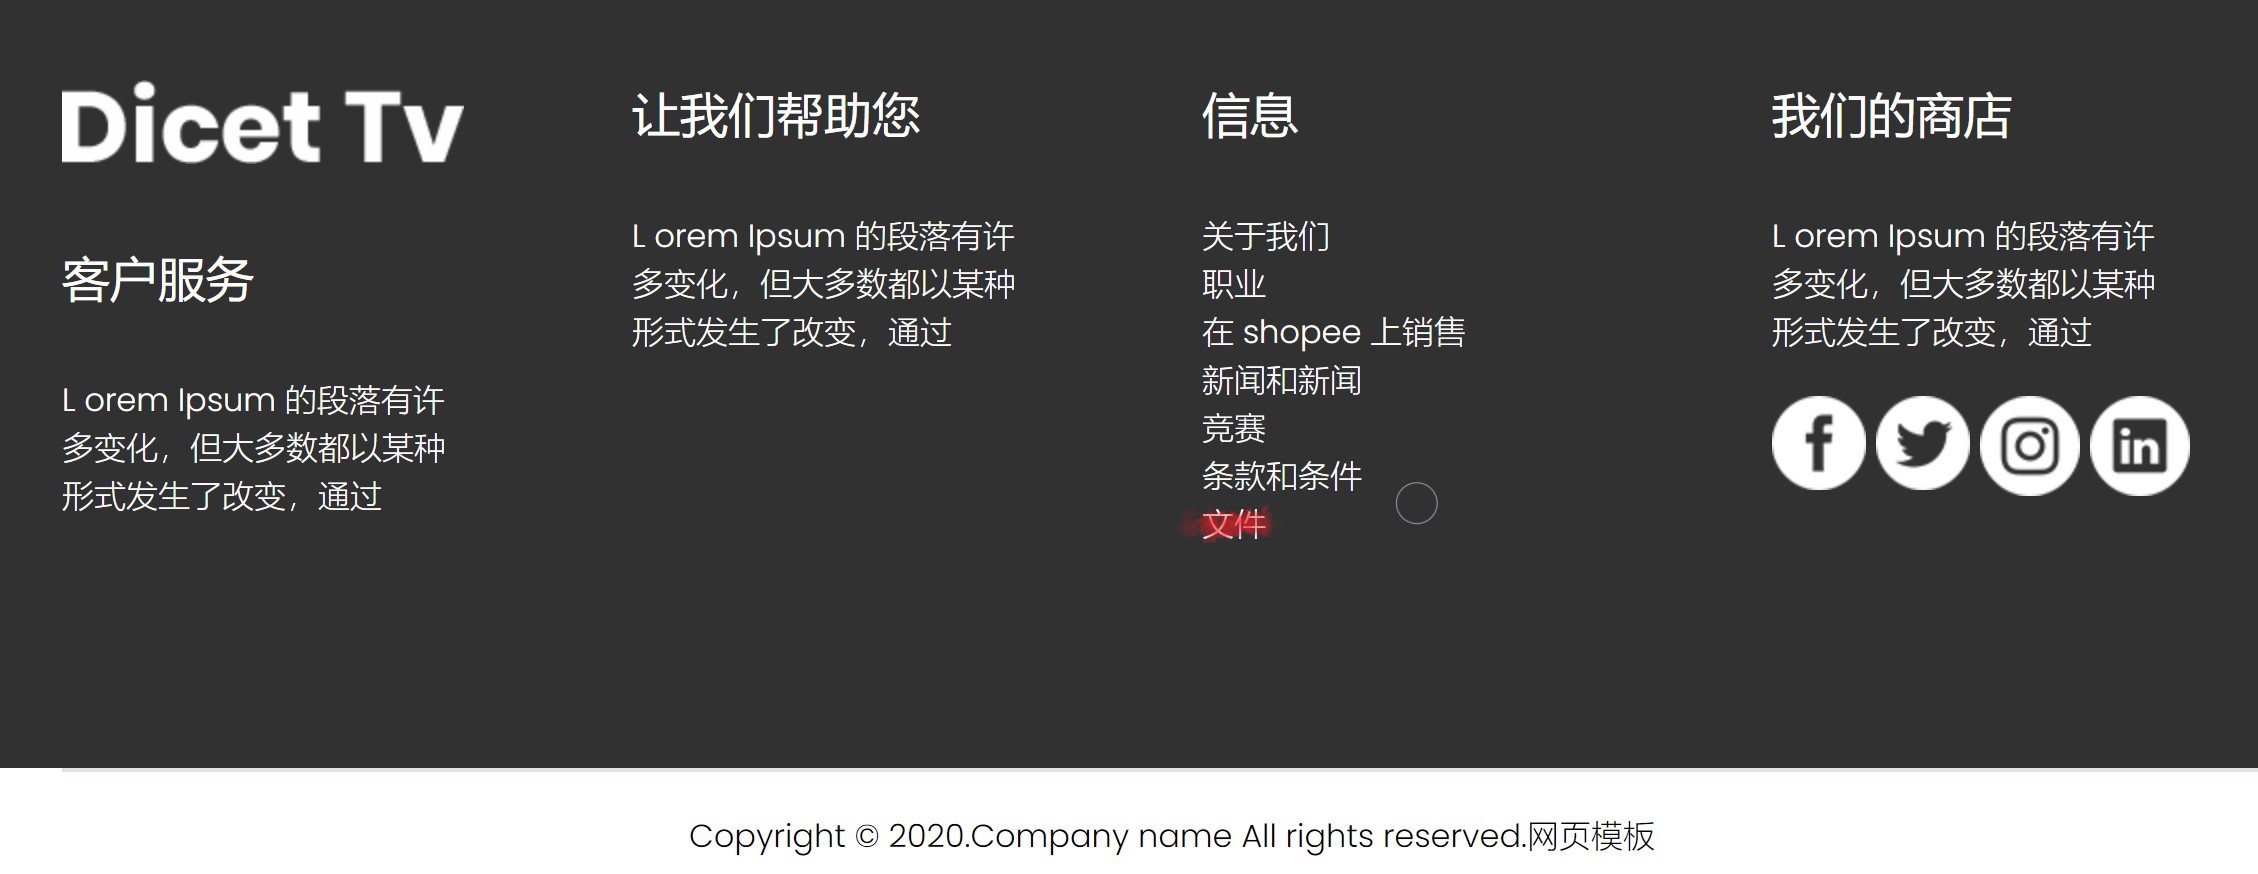 Dicet Tv
客户服务
L orem Ipsum 的段落有许
多变化，但大多数都以某种
形式发生了改变，通过
让我们帮助您
L orem Ipsum 的段落有许
多变化，但大多数都以某种
形式发生了改变，通过
信息
关于我们
职业
在 shopee 上销售
新闻和新闻
竞赛
条款和条件
文件
我们的商店
L orem Ipsum 的段落有许
多变化，但大多数都以某种
形式发生了改变，通过
Copyright © 2020.Company name All rights reserved.网页模板